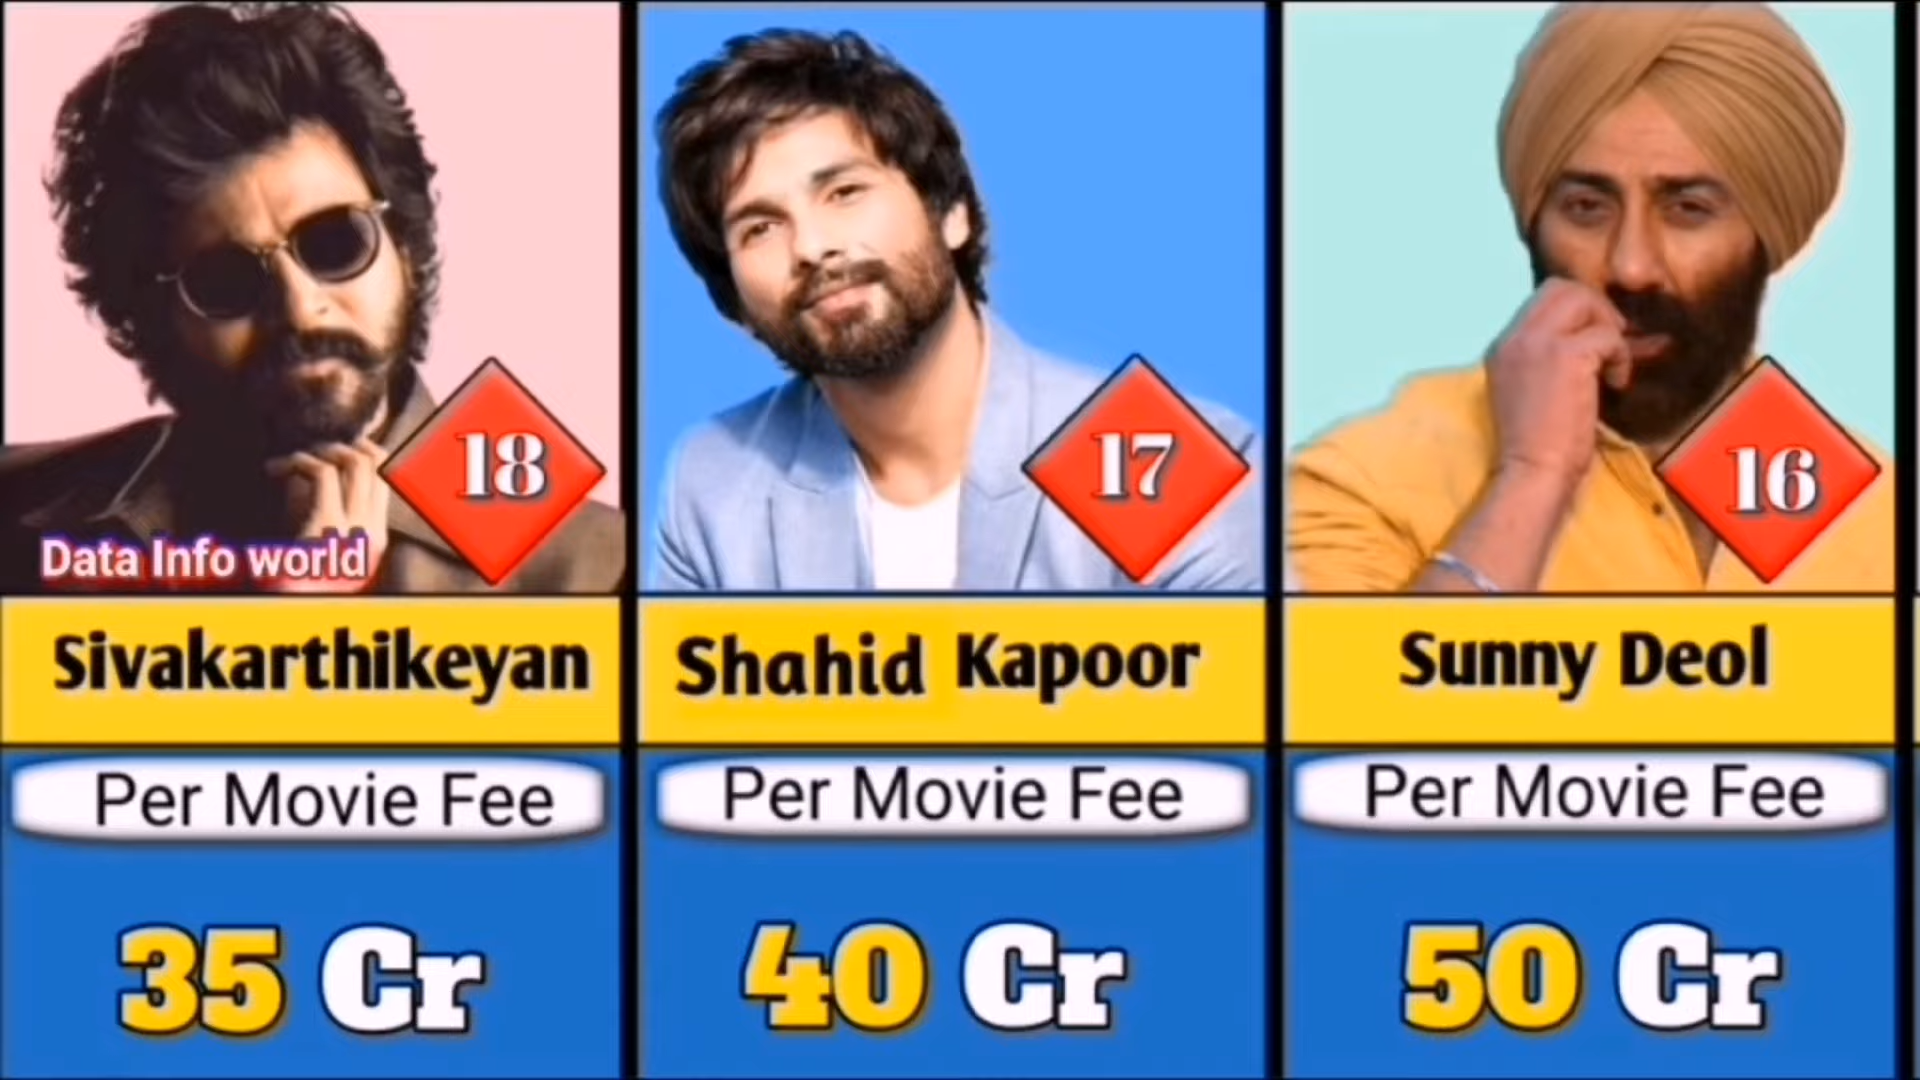 18
Data Info world
Sivakarthikeyan
Per Movie Fee
35 Cr
17
Shahid Kapoor
Per Movie Fee
40 Cr
16
Sunny Deol
Per Movie Fee
50 Cr